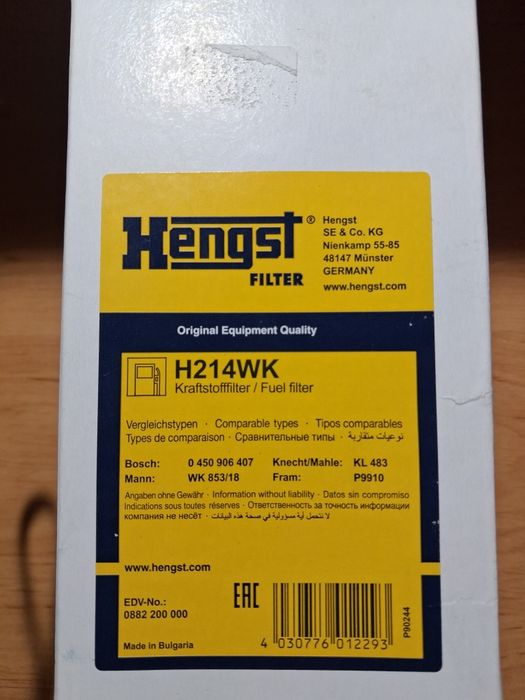 Hengst®
FILTER
Hengst
SE & Co. KG
Nienkamp 55-85
48147 Münster
GERMANY
www.hengst.com
Original Equipment Quality
H214WK
Kraftstofffilter / Fuel filter
Vergleichstypen · Comparable types · Tipos comparables
Types de comparaison · Сравнительные типы · نوعيات متقاربة
Bosch: 0 450 906 407 Knecht/Mahle: KL 483
Mann: WK 853/18 Fram: P9910
Angaben ohne Gewähr · Information without liability · Datos sin compromiso
Indications sous toutes réserves · Ответственность за точность информации
компания не несёт · لا نتحمل أية مسؤولية في صحة هذه البيانات
www.hengst.com
EDV-No.:
0882 200 000
EAC
Made in Bulgaria
4 030776 012293
P90244